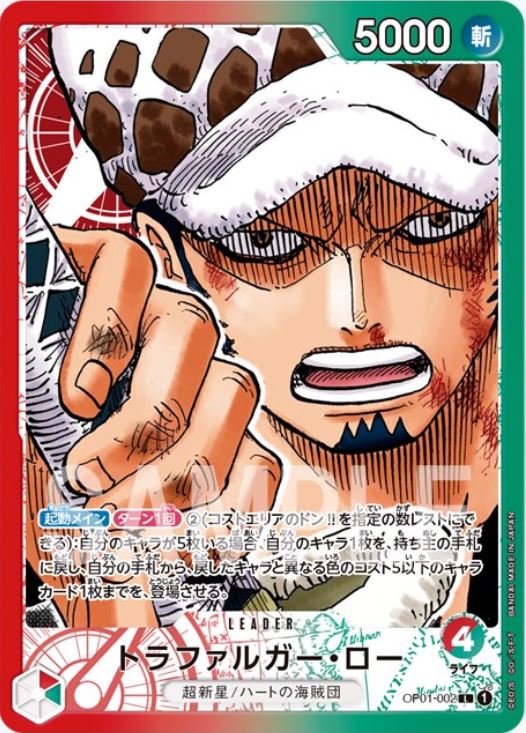 5000 斬
SAMPLE
起動メイン ターン1回 ②(コストエリアのドン!!を指定の数レストにで
きる):自分のキャラが5枚いる場合、自分のキャラ1枚を、持ち主の手札
に戻し、自分の手札から、戻したキャラと異なる色のコスト5以下のキャラ
カード1枚までを、登場させる。
LEADER
トラファルガー・ロー
4
ライフ
超新星/ハートの海賊団
OP01-002 L 1
©E.O/S ©O/S・F・T BANDAI MADE IN JAPAN